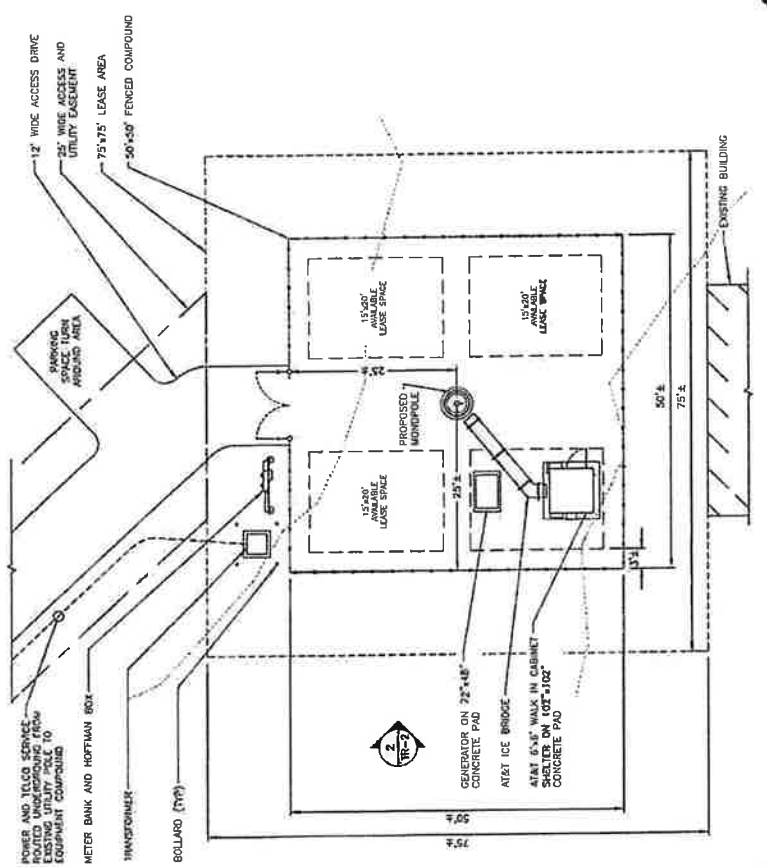 12' WIDE ACCESS DRIVE
25' WIDE ACCESS AND
UTILITY EASEMENT
75'x75' LEASE AREA
50'x50' FENCED COMPOUND
PARKING
SPACE TURN
AROUND AREA
POWER AND TELCO SERVICE
ROUTED UNDERGROUND FROM
EXISTING UTILITY POLE TO
EQUIPMENT COMPOUND
METER BANK AND HOFFMAN BOX
TRANSFORMER
BOLLARD (TYP)
15'x20'
AVAILABLE
LEASE SPACE
15'x20'
AVAILABLE
LEASE SPACE
15'x20'
AVAILABLE
LEASE SPACE
25'±
25'±
PROPOSED
MONOPOLE
GENERATOR ON 22"x48"
CONCRETE PAD
AT&T ICE BRIDGE
AT&T 6'x6' WALK IN CABINET
SHELTER ON 102"x102"
CONCRETE PAD
2
TR-2
50'±
75'±
50'±
75'±
EXISTING BUILDING